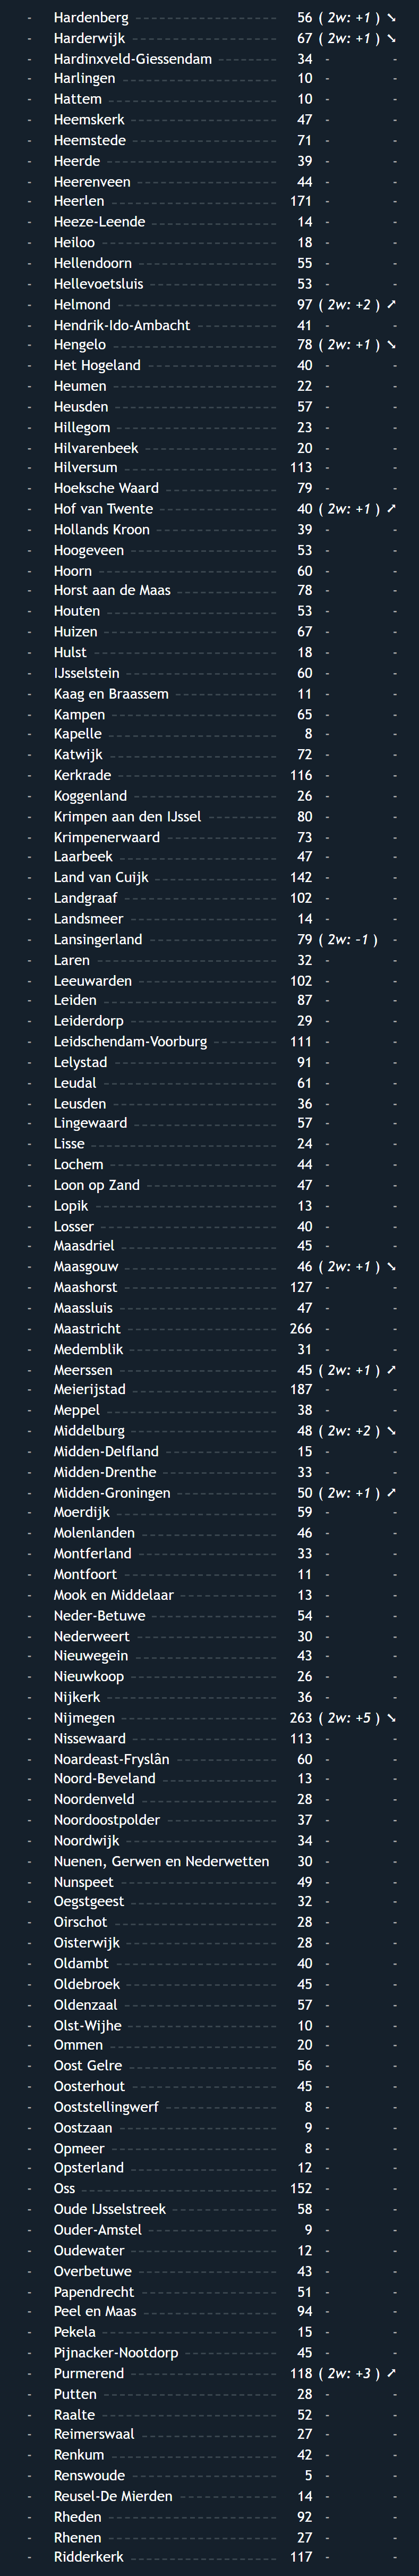 - Hardenberg 56 ( 2w: +1 ) ➘
- Harderwijk 67 ( 2w: +1 ) ➘
- Hardinxveld-Giessendam 34 - -
- Harlingen 10 - -
- Hattem 10 - -
- Heemskerk 47 - -
- Heemstede 71 - -
- Heerde 39 - -
- Heerenveen 44 - -
- Heerlen 171 - -
- Heeze-Leende 14 - -
- Heiloo 18 - -
- Hellendoorn 55 - -
- Hellevoetsluis 53 - -
- Helmond 97 ( 2w: +2 ) ➚
- Hendrik-Ido-Ambacht 41 - -
- Hengelo 78 ( 2w: +1 ) ➘
- Het Hogeland 40 - -
- Heumen 22 - -
- Heusden 57 - -
- Hillegom 23 - -
- Hilvarenbeek 20 - -
- Hilversum 113 - -
- Hoeksche Waard 79 - -
- Hof van Twente 40 ( 2w: +1 ) ➚
- Hollands Kroon 39 - -
- Hoogeveen 53 - -
- Hoorn 60 - -
- Horst aan de Maas 78 - -
- Houten 53 - -
- Huizen 67 - -
- Hulst 18 - -
- IJsselstein 60 - -
- Kaag en Braassem 11 - -
- Kampen 65 - -
- Kapelle 8 - -
- Katwijk 72 - -
- Kerkrade 116 - -
- Koggenland 26 - -
- Krimpen aan den IJssel 80 - -
- Krimpenerwaard 73 - -
- Laarbeek 47 - -
- Land van Cuijk 142 - -
- Landgraaf 102 - -
- Landsmeer 14 - -
- Lansingerland 79 ( 2w: -1 ) -
- Laren 32 - -
- Leeuwarden 102 - -
- Leiden 87 - -
- Leiderdorp 29 - -
- Leidschendam-Voorburg 111 - -
- Lelystad 91 - -
- Leudal 61 - -
- Leusden 36 - -
- Lingewaard 57 - -
- Lisse 24 - -
- Lochem 44 - -
- Loon op Zand 47 - -
- Lopik 13 - -
- Losser 40 - -
- Maasdriel 45 - -
- Maasgouw 46 ( 2w: +1 ) ➘
- Maashorst 127 - -
- Maassluis 47 - -
- Maastricht 266 - -
- Medemblik 31 - -
- Meerssen 45 ( 2w: +1 ) ➚
- Meierijstad 187 - -
- Meppel 38 - -
- Middelburg 48 ( 2w: +2 ) ➘
- Midden-Delfland 15 - -
- Midden-Drenthe 33 - -
- Midden-Groningen 50 ( 2w: +1 ) ➚
- Moerdijk 59 - -
- Molenlanden 46 - -
- Montferland 33 - -
- Montfoort 11 - -
- Mook en Middelaar 13 - -
- Neder-Betuwe 54 - -
- Nederweert 30 - -
- Nieuwegein 43 - -
- Nieuwkoop 26 - -
- Nijkerk 36 - -
- Nijmegen 263 ( 2w: +5 ) ➘
- Nissewaard 113 - -
- Noardeast-Fryslân 60 - -
- Noord-Beveland 13 - -
- Noordenveld 28 - -
- Noordoostpolder 37 - -
- Noordwijk 34 - -
- Nuenen, Gerwen en Nederwetten 30 - -
- Nunspeet 49 - -
- Oegstgeest 32 - -
- Oirschot 28 - -
- Oisterwijk 28 - -
- Oldambt 40 - -
- Oldebroek 45 - -
- Oldenzaal 57 - -
- Olst-Wijhe 10 - -
- Ommen 20 - -
- Oost Gelre 56 - -
- Oosterhout 45 - -
- Ooststellingwerf 8 - -
- Oostzaan 9 - -
- Opmeer 8 - -
- Opsterland 12 - -
- Oss 152 - -
- Oude IJsselstreek 58 - -
- Ouder-Amstel 9 - -
- Oudewater 12 - -
- Overbetuwe 43 - -
- Papendrecht 51 - -
- Peel en Maas 94 - -
- Pekela 15 - -
- Pijnacker-Nootdorp 45 - -
- Purmerend 118 ( 2w: +3 ) ➚
- Putten 28 - -
- Raalte 52 - -
- Reimerswaal 27 - -
- Renkum 42 - -
- Renswoude 5 - -
- Reusel-De Mierden 14 - -
- Rheden 92 - -
- Rhenen 27 - -
- Ridderkerk 117 - -